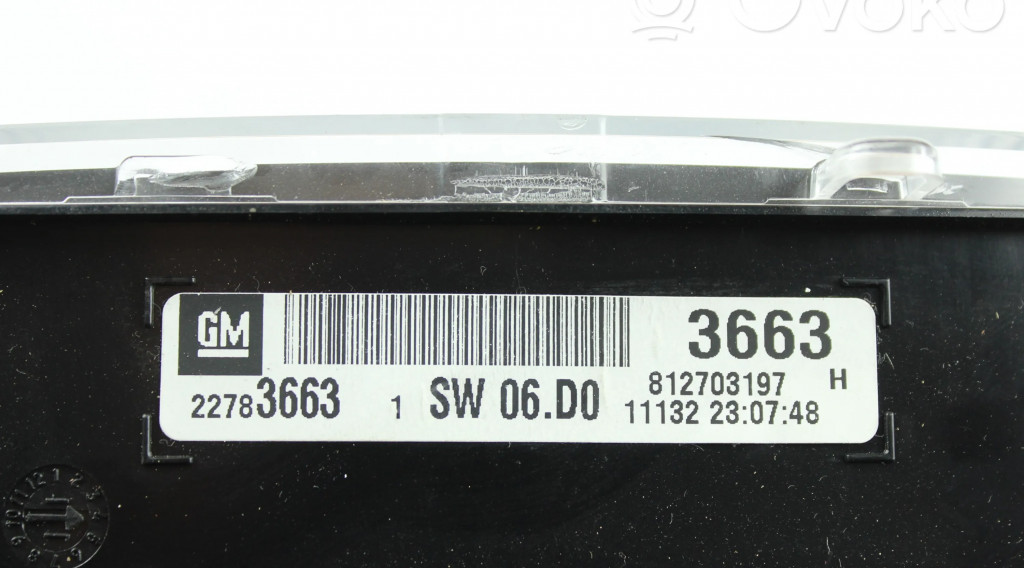 OVOKO
GM
3663
22783663 1 SW 06.D0
812703197 H
11132 23:07:48